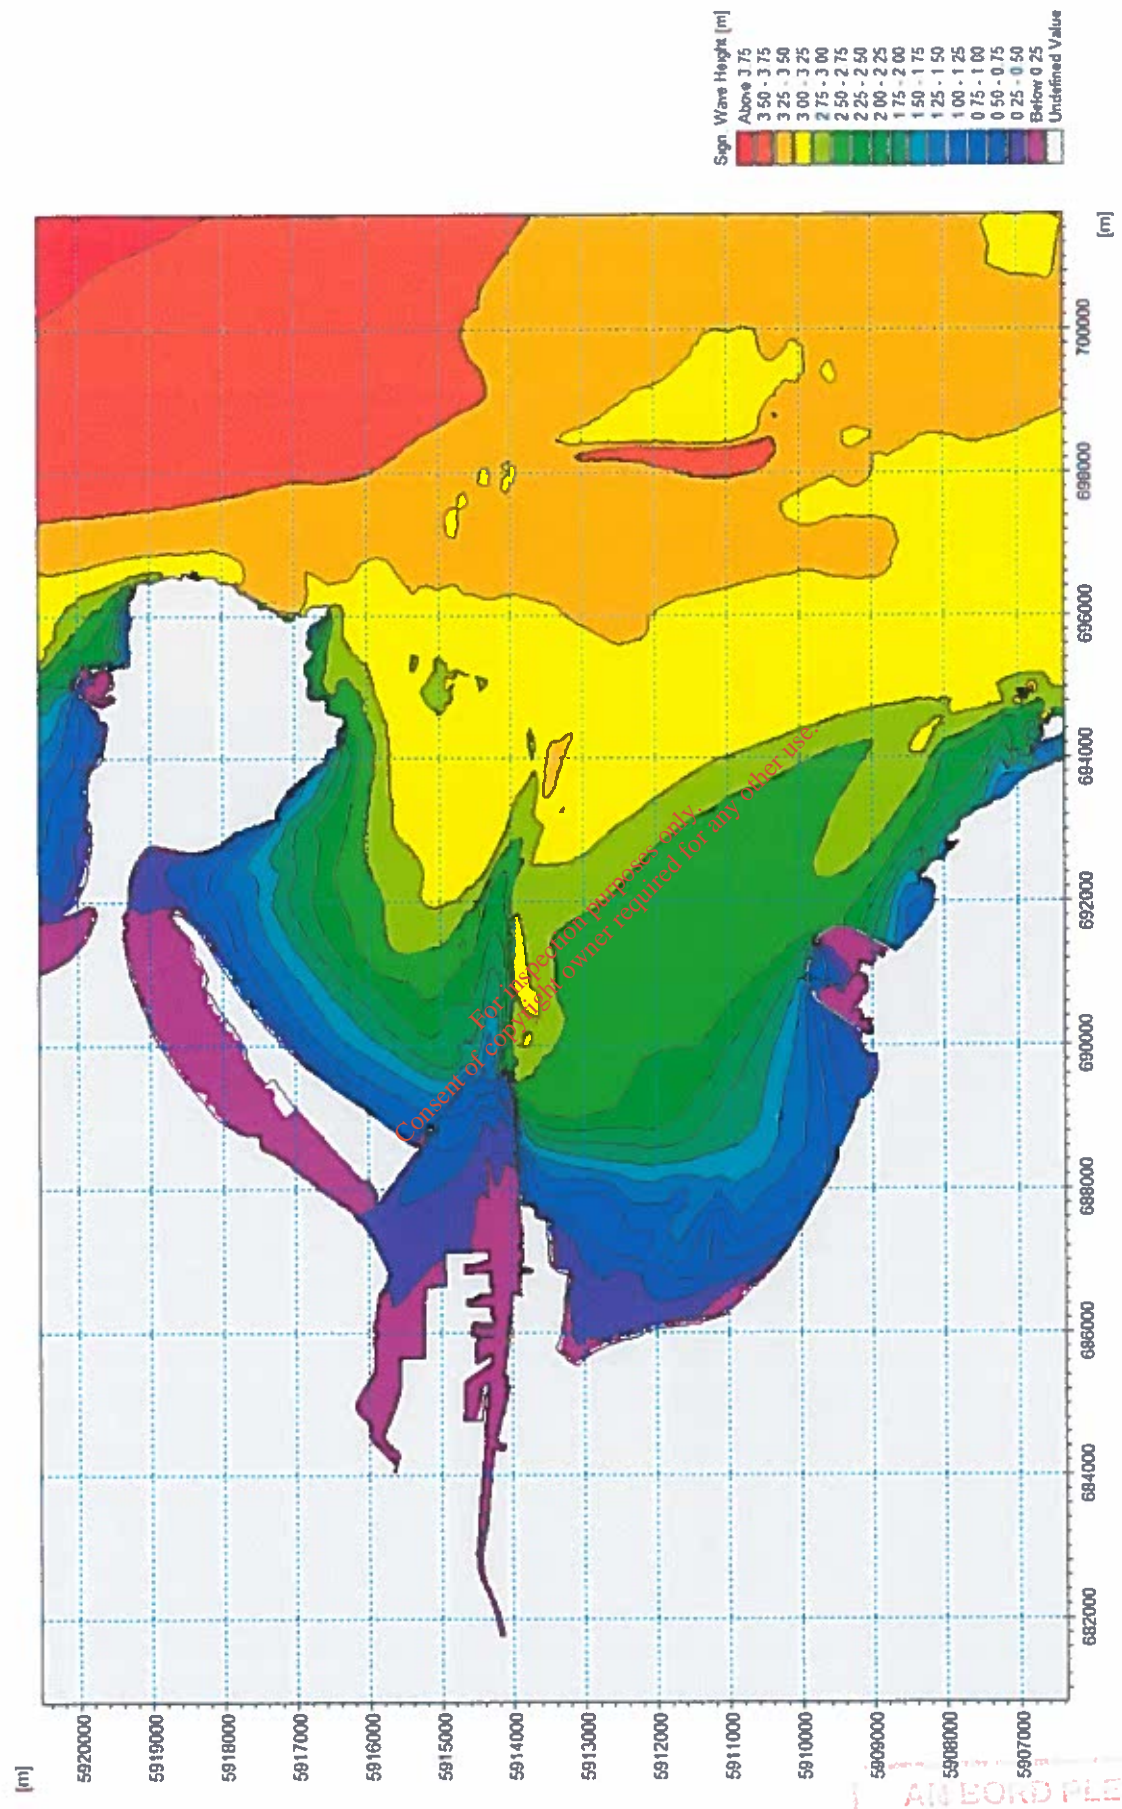 Sign. Wave Height [m]
Above 3.75
3.50 - 3.75
3.25 - 3.50
3.00 - 3.25
2.75 - 3.00
2.50 - 2.75
2.25 - 2.50
2.00 - 2.25
1.75 - 2.00
1.50 - 1.75
1.25 - 1.50
1.00 - 1.25
0.75 - 1.00
0.50 - 0.75
0.25 - 0.50
Below 0.25
Undefined Value
[m]
5920000
5919000
5918000
5917000
5916000
5915000
5914000
5913000
5912000
5911000
5910000
5909000
5908000
5907000
682000
684000
686000
688000
690000
692000
694000
696000
698000
700000
[m]
For inspection purposes only.
Consent of copyright owner required for any other use.
AN BORD PLE